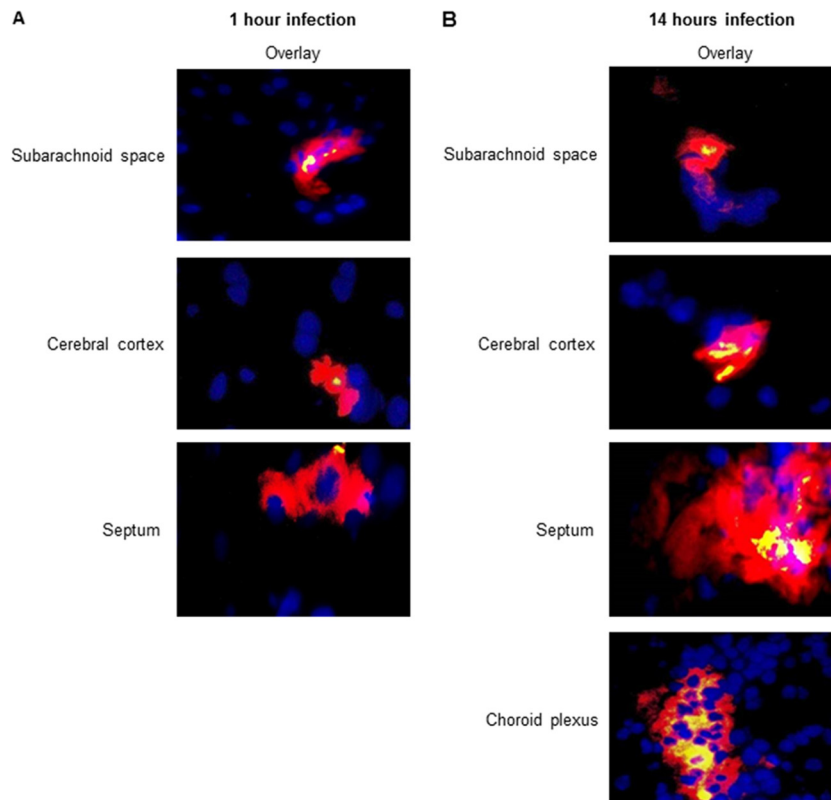 A
1 hour infection
Overlay
Subarachnoid space
Cerebral cortex
Septum
B
14 hours infection
Overlay
Subarachnoid space
Cerebral cortex
Septum
Choroid plexus